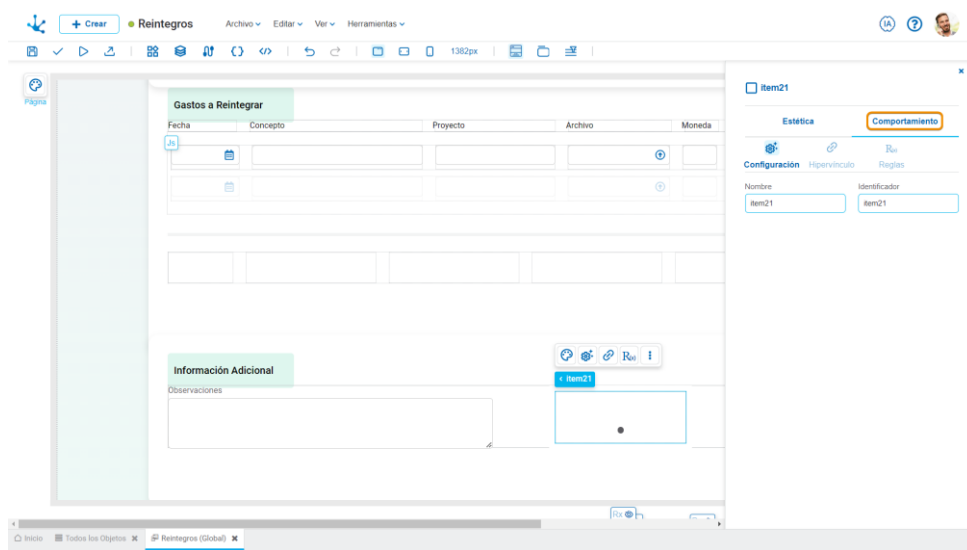 + Crear
Reintegros
Archivo
Editar
Ver
Herramientas
IA
?
1382px
Página
Gastos a Reintegrar
Fecha
Concepto
Proyecto
Archivo
Moneda
Js
item21
Información Adicional
Observaciones
item21
Estética
Comportamiento
Configuración
Hipervínculo
Reglas
Nombre
Identificador
item21
item21
Rx
Inicio
Todos los Objetos
Reintegros (Global)